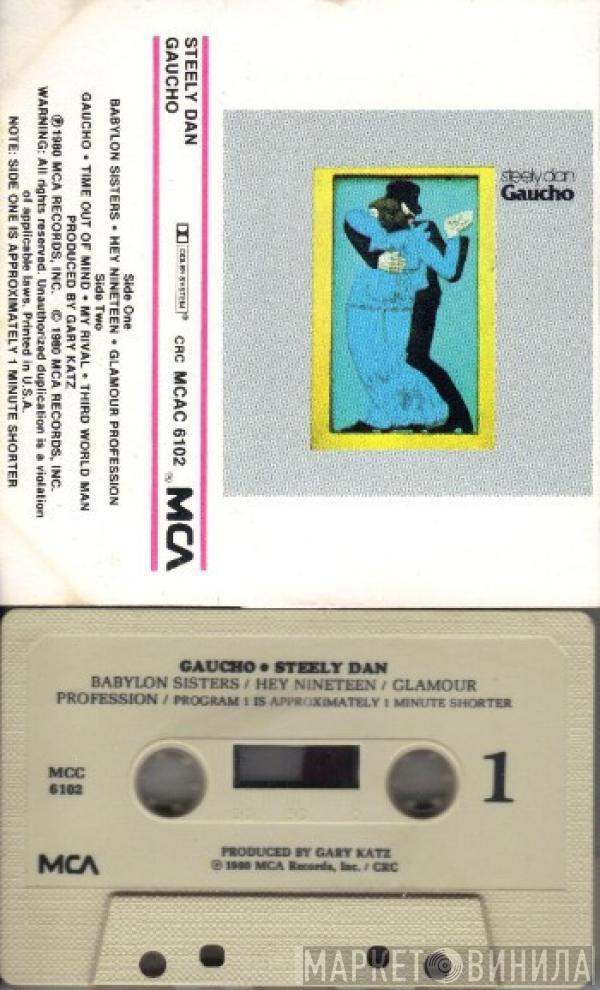 STEELY DAN
GAUCHO
DOLBY SYSTEM ®
CRC MCAC 6102 ® MCA
Side One
BABYLON SISTERS • HEY NINETEEN • GLAMOUR PROFESSION
Side Two
GAUCHO • TIME OUT OF MIND • MY RIVAL • THIRD WORLD MAN
PRODUCED BY GARY KATZ
℗ 1980 MCA RECORDS, INC. © 1980 MCA RECORDS, INC.
WARNING: All rights reserved. Unauthorized duplication is a violation
of applicable laws. Printed in U.S.A.
NOTE: SIDE ONE IS APPROXIMATELY 1 MINUTE SHORTER
steely dan
Gaucho
GAUCHO • STEELY DAN
BABYLON SISTERS / HEY NINETEEN / GLAMOUR
PROFESSION / PROGRAM 1 IS APPROXIMATELY 1 MINUTE SHORTER
MCC
6102
1
MCA
PRODUCED BY GARY KATZ
℗ 1980 MCA Records, Inc. / CRC
МАРКЕТ ВИНИЛА